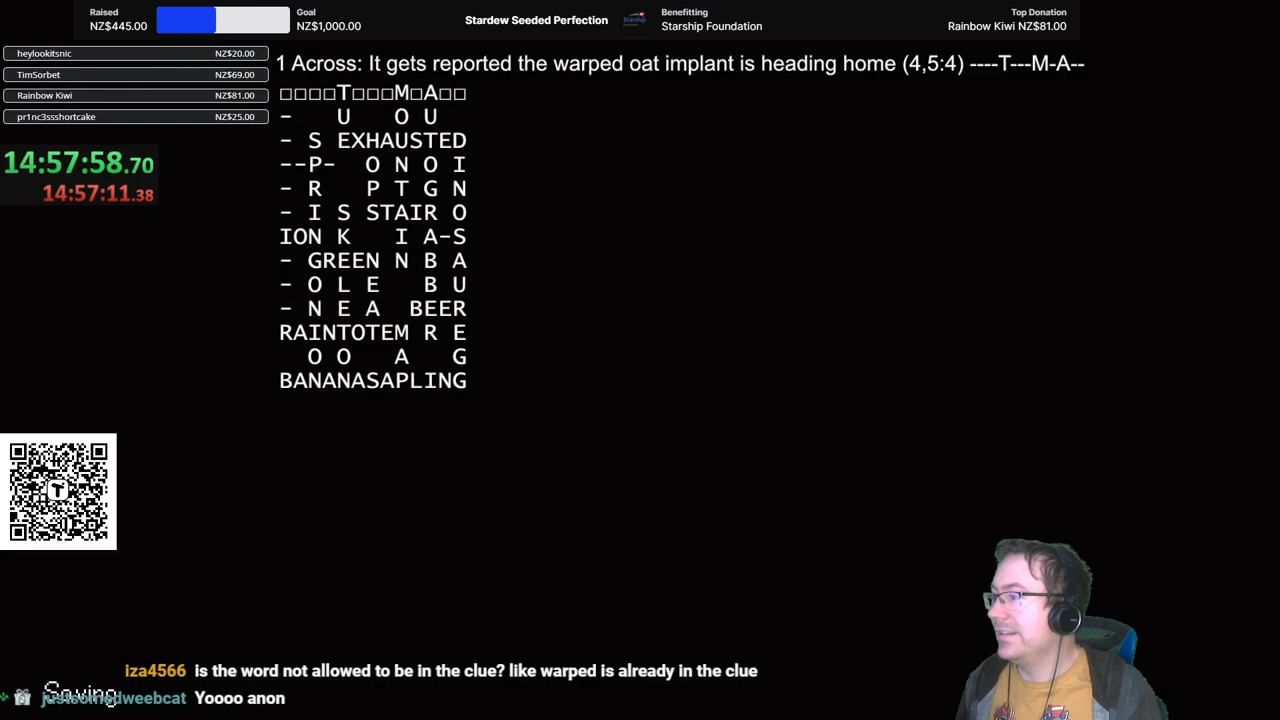 Raised
NZ$445.00
Goal
NZ$1,000.00
Stardew Seeded Perfection
Starship
Benefitting
Starship Foundation
Top Donation
Rainbow Kiwi NZ$81.00
heylookitsnic NZ$20.00
TimSorbet NZ$69.00
Rainbow Kiwi NZ$81.00
pr1nc3ssshortcake NZ$25.00
14:57:58.70
14:57:11.38
1 Across: It gets reported the warped oat implant is heading home (4,5:4) ----T---M-A--
□□□□T□□□M□A□□
- U O U
- S EXHAUSTED
--P- O N O I
- R P T G N
- I S STAIR O
ION K I A-S
- GREEN N B A
- O L E B U
- N E A BEER
RAINTOTEM R E
O O A G
BANANASAPLING
T
iza4566 is the word not allowed to be in the clue? like warped is already in the clue
Saving
justsomedweebcat Yoooo anon